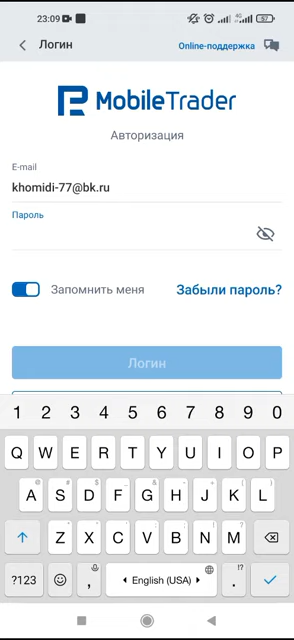 23:09
Логин
Online-поддержка
MobileTrader
Авторизация
E-mail
khomidi-77@bk.ru
Пароль
Запомнить меня
Забыли пароль?
Логин
1 2 3 4 5 6 7 8 9 0
Q W E R T Y U I O P
A S D F G H J K L
Z X C V B N M
?123 , English (USA) . !?